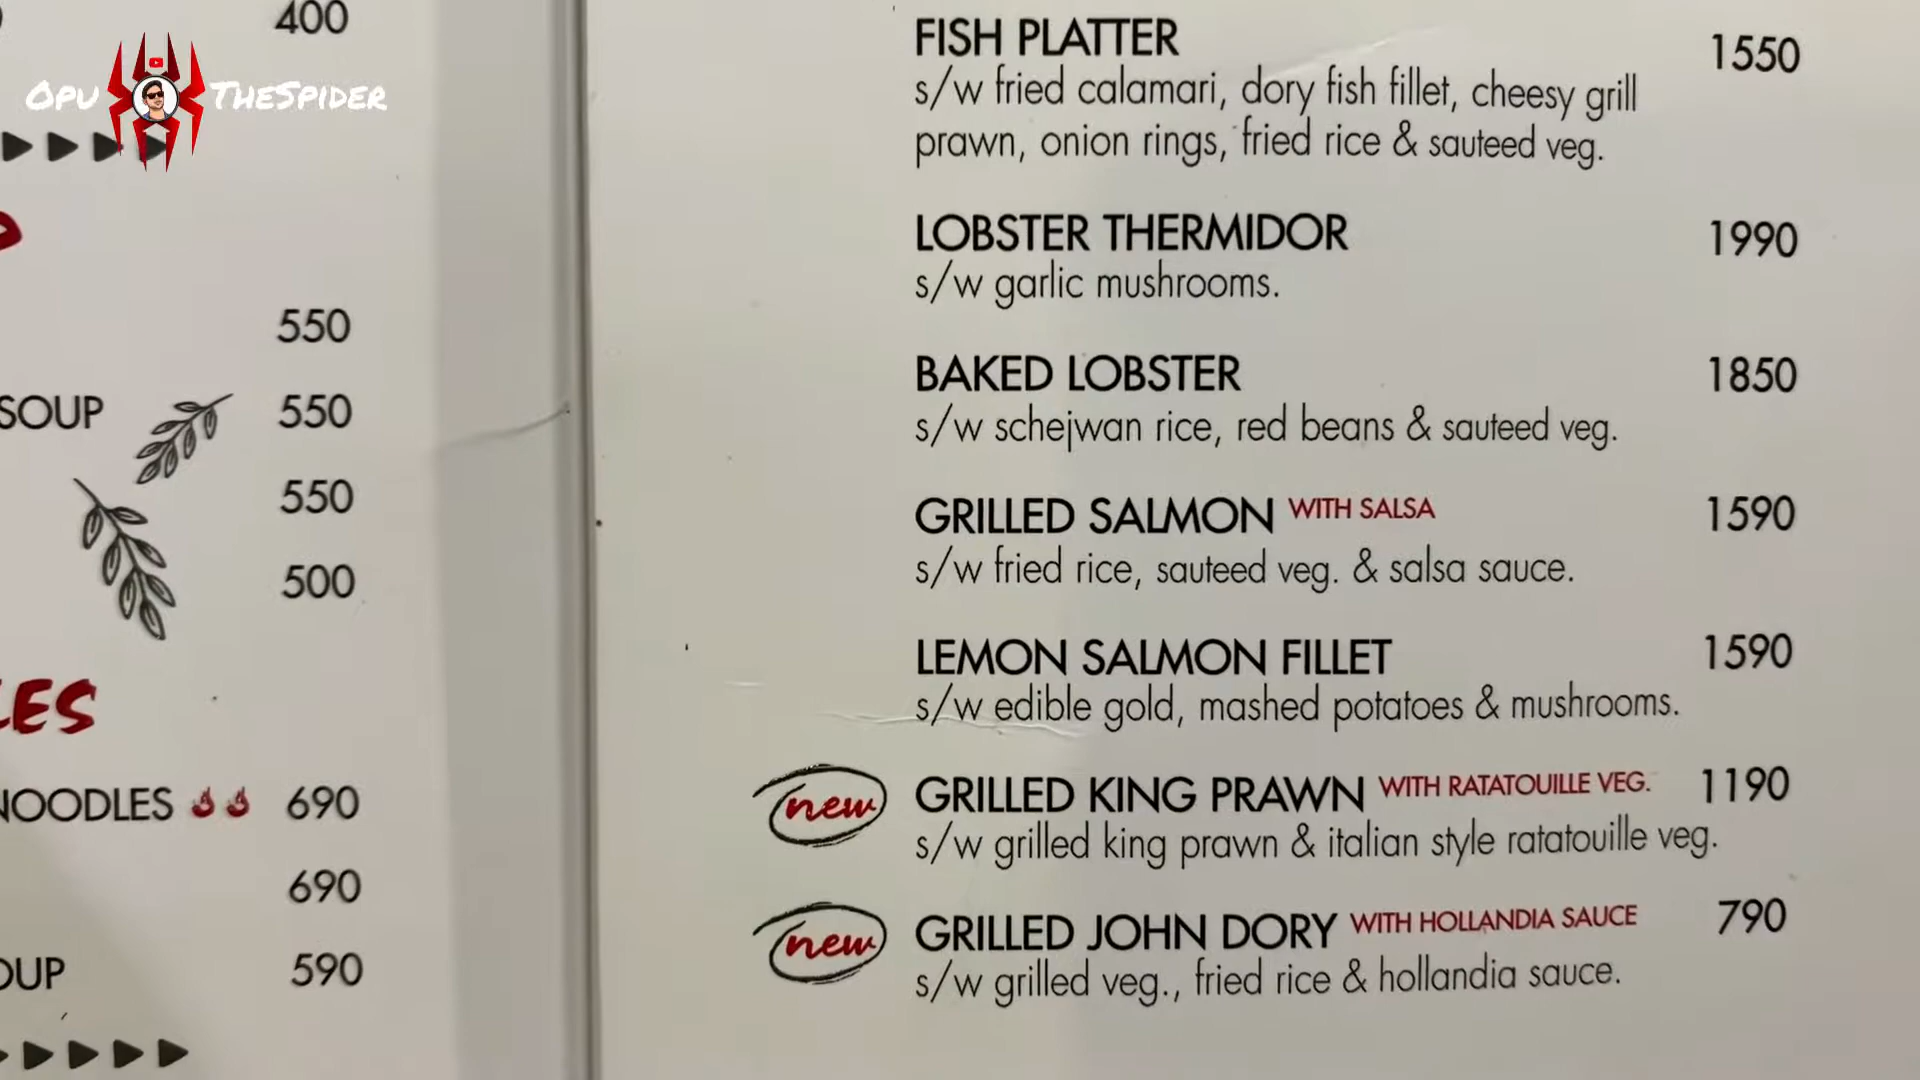 400
OPU THESPIDER
550
SOUP 550
550
500
NOODLES 690
690
590
FISH PLATTER 1550
s/w fried calamari, dory fish fillet, cheesy grill
prawn, onion rings, fried rice & sauteed veg.
LOBSTER THERMIDOR 1990
s/w garlic mushrooms.
BAKED LOBSTER 1850
s/w schejwan rice, red beans & sauteed veg.
GRILLED SALMON WITH SALSA 1590
s/w fried rice, sauteed veg. & salsa sauce.
LEMON SALMON FILLET 1590
s/w edible gold, mashed potatoes & mushrooms.
new GRILLED KING PRAWN WITH RATATOUILLE VEG. 1190
s/w grilled king prawn & italian style ratatouille veg.
new GRILLED JOHN DORY WITH HOLLANDIA SAUCE 790
s/w grilled veg., fried rice & hollandia sauce.